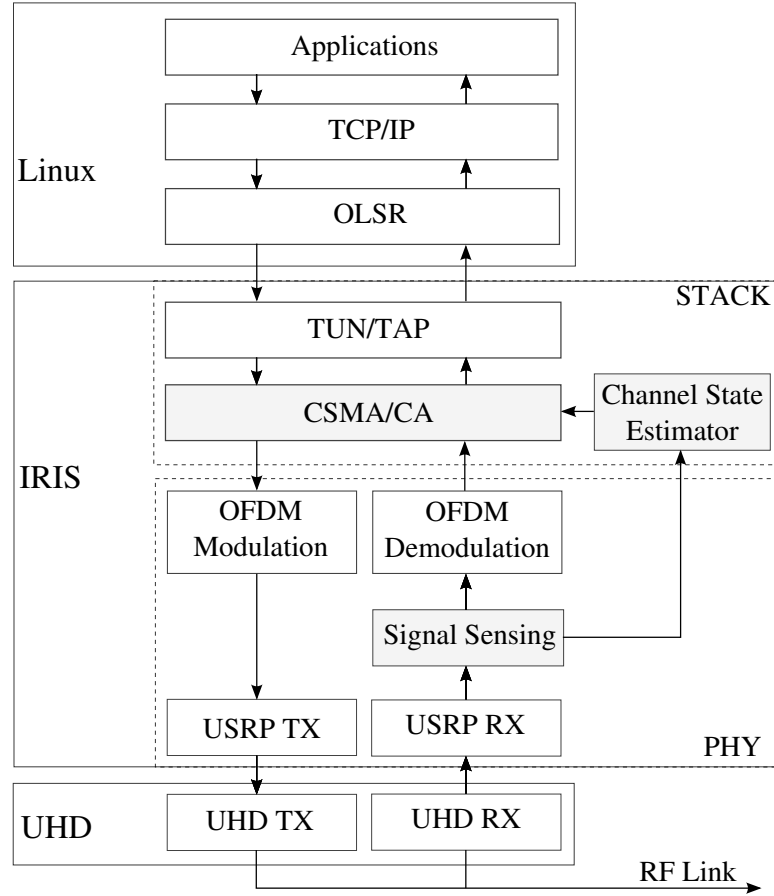 Applications
TCP/IP
Linux
OLSR
STACK
TUN/TAP
CSMA/CA
Channel State
Estimator
IRIS
OFDM
Modulation
OFDM
Demodulation
Signal Sensing
USRP TX
USRP RX
PHY
UHD
UHD TX
UHD RX
RF Link